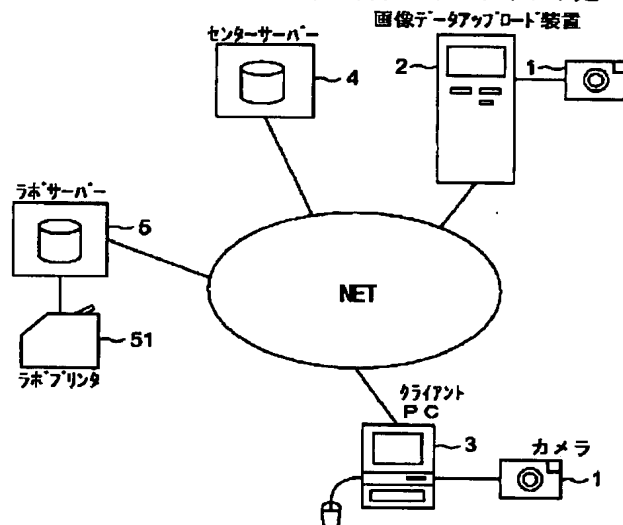 画像データアップロード装置
センターサーバー
4
2
1
ラボサーバー
5
NET
51
ラボプリンタ
クライアント
PC
3
カメラ
1